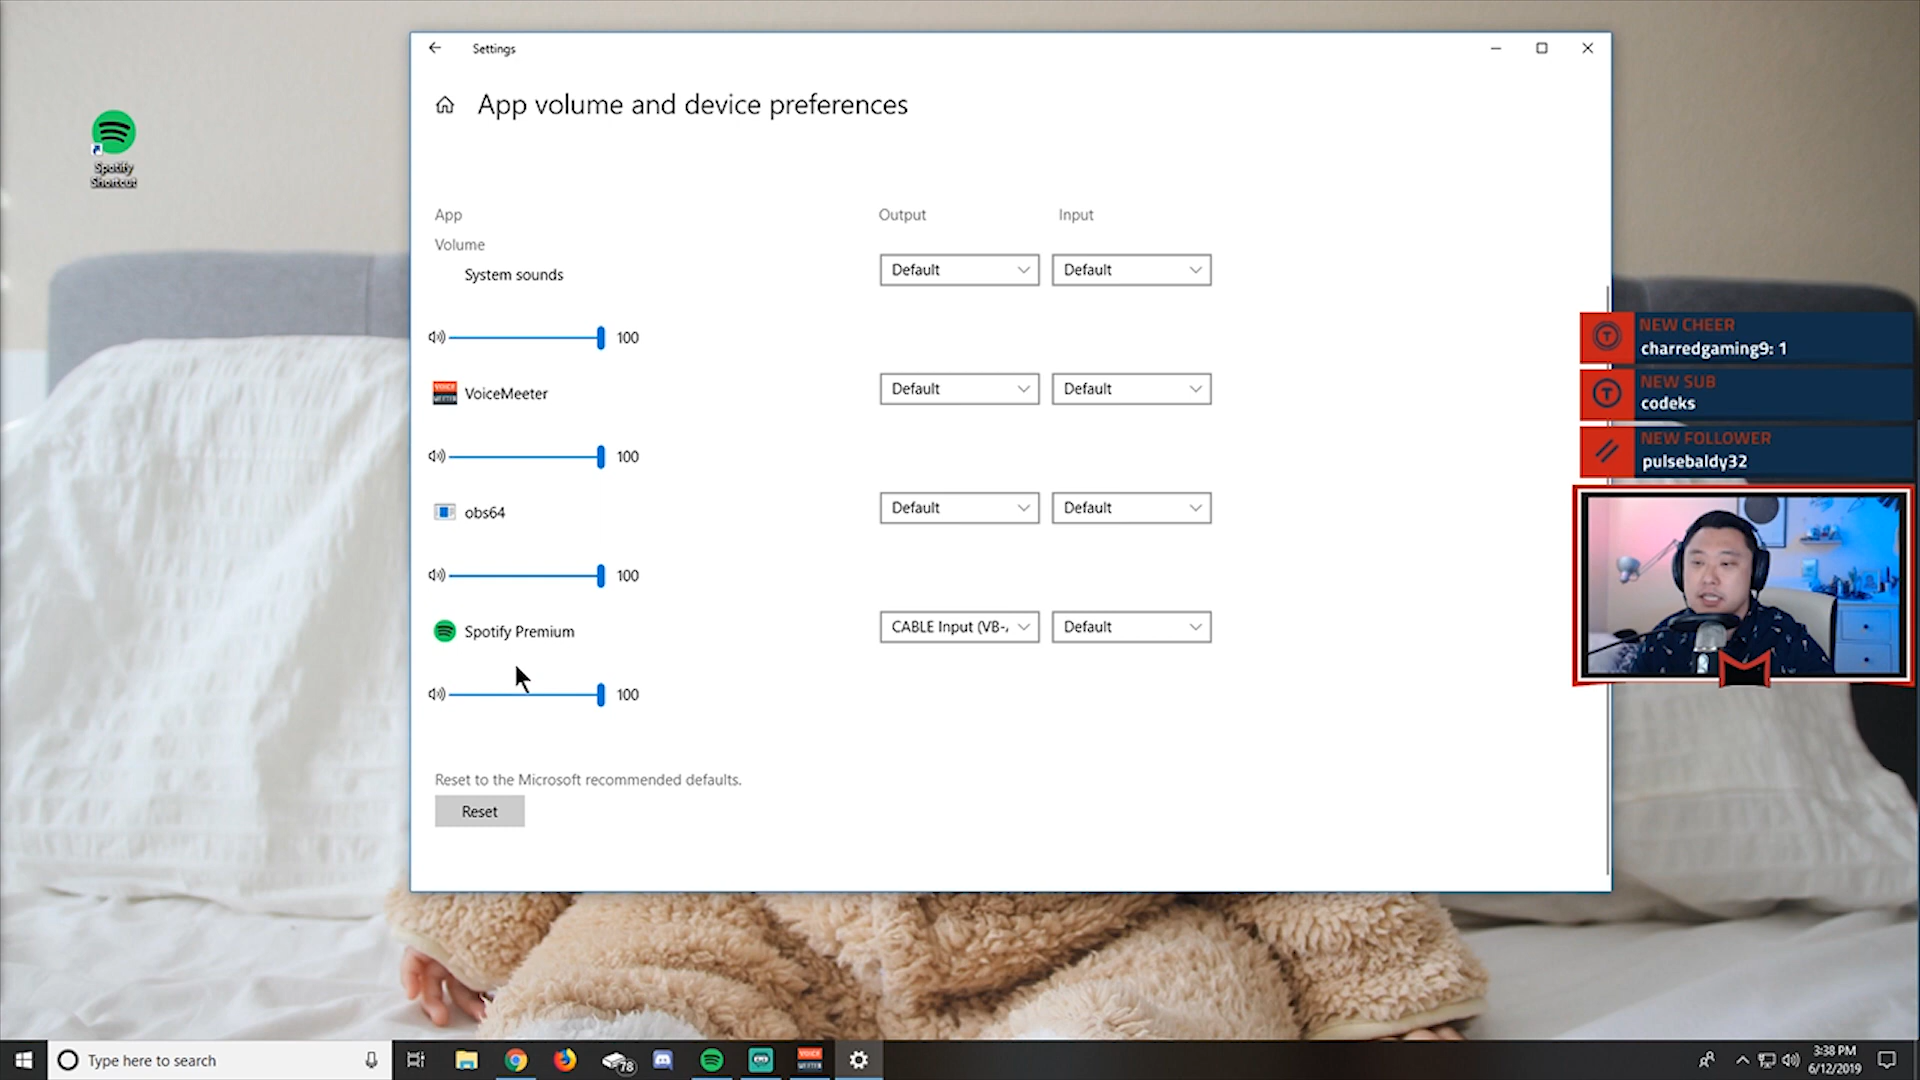 Settings
App volume and device preferences
Spotify
Shortcut
App
Output
Input
Volume
System sounds
Default
Default
100
VoiceMeeter
Default
Default
100
obs64
Default
Default
100
Spotify Premium
CABLE Input (VB-
Default
100
Reset to the Microsoft recommended defaults.
Reset
NEW CHEER
charredgaming9: 1
NEW SUB
codeks
NEW FOLLOWER
pulsebaldy32
Type here to search
78
3:38 PM
6/12/2019